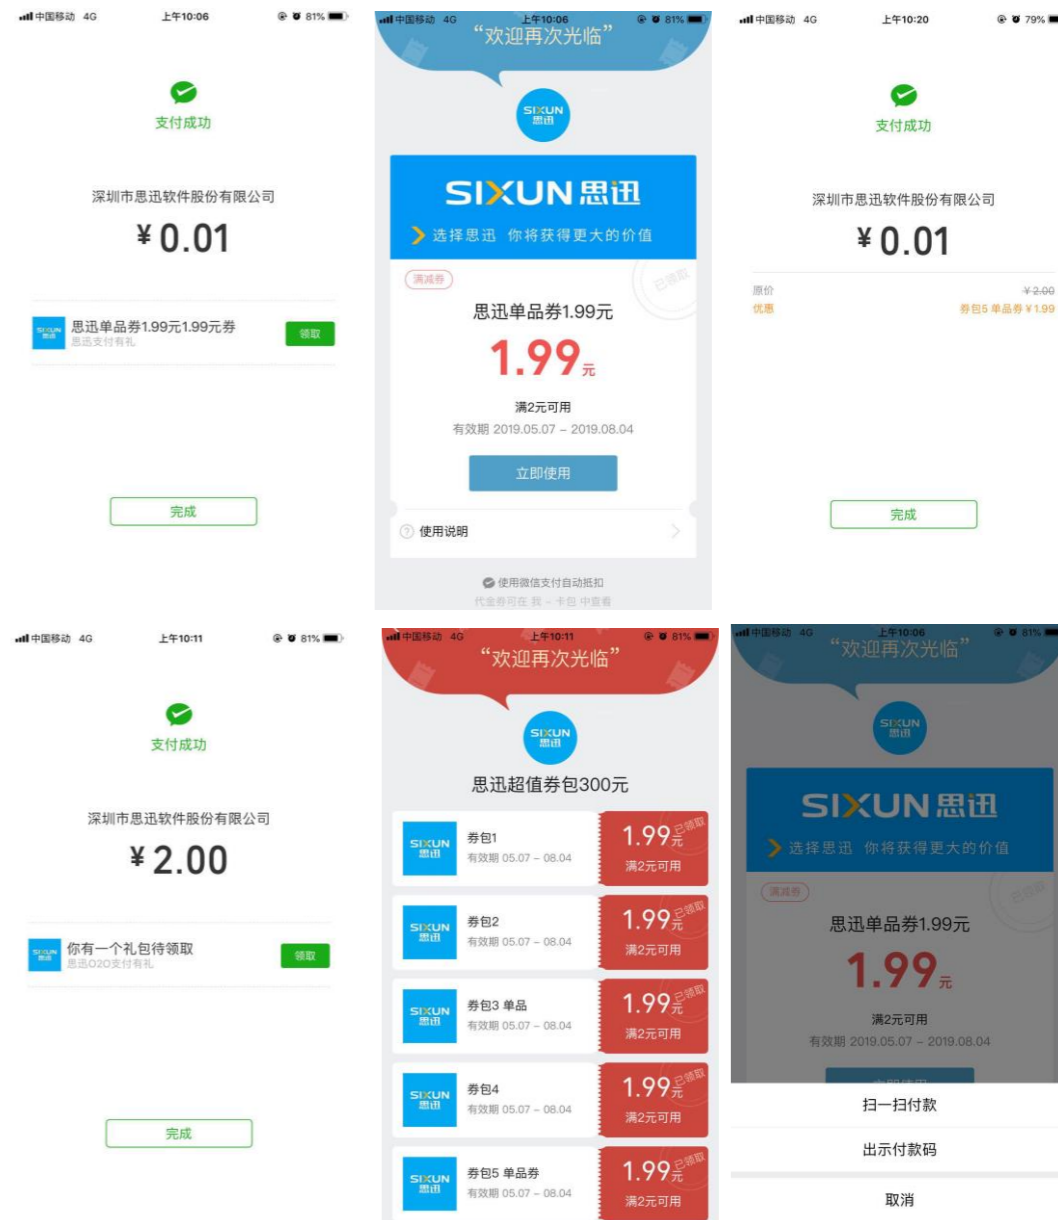 中国移动 4G 上午10:06 81%
支付成功
深圳市思迅软件股份有限公司
¥0.01
SIXUN
思迅
思迅单品券1.99元1.99元券
思迅支付有礼
领取
完成
中国移动 4G 上午10:06 81%
“欢迎再次光临”
SIXUN
思迅
SIXUN思迅
选择思迅 你将获得更大的价值
满减券
已领取
思迅单品券1.99元
1.99元
满2元可用
有效期 2019.05.07 – 2019.08.04
立即使用
使用说明
使用微信支付自动抵扣
代金券可在 我 – 卡包 中查看
中国移动 4G 上午10:20 79%
支付成功
深圳市思迅软件股份有限公司
¥0.01
原价 ¥2.00
优惠 券包5 单品券¥1.99
完成
中国移动 4G 上午10:11 81%
支付成功
深圳市思迅软件股份有限公司
¥2.00
SIXUN
思迅
你有一个礼包待领取
思迅O2O支付有礼
领取
完成
中国移动 4G 上午10:11 81%
“欢迎再次光临”
SIXUN
思迅
思迅超值券包300元
SIXUN
思迅
券包1
有效期 05.07 – 08.04
1.99元
已领取
满2元可用
SIXUN
思迅
券包2
有效期 05.07 – 08.04
1.99元
已领取
满2元可用
SIXUN
思迅
券包3 单品
有效期 05.07 – 08.04
1.99元
已领取
满2元可用
SIXUN
思迅
券包4
有效期 05.07 – 08.04
1.99元
已领取
满2元可用
SIXUN
思迅
券包5 单品券
有效期 05.07 – 08.04
1.99元
已领取
满2元可用
中国移动 4G 上午10:06 81%
“欢迎再次光临”
SIXUN
思迅
SIXUN思迅
选择思迅 你将获得更大的价值
满减券
已领取
思迅单品券1.99元
1.99元
满2元可用
有效期 2019.05.07 – 2019.08.04
立即使用
扫一扫付款
出示付款码
取消